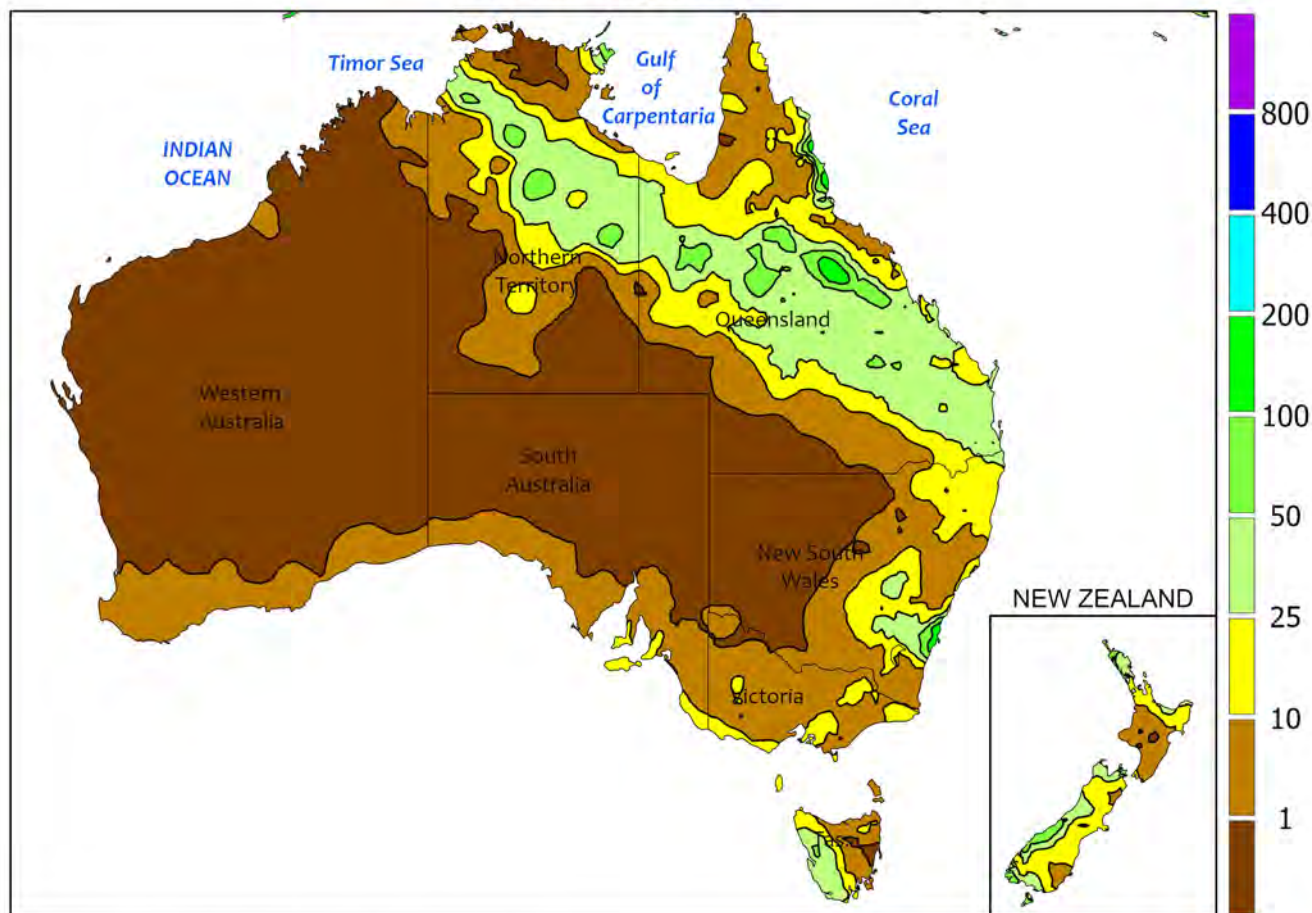 Timor Sea
Gulf
of
Carpentaria
Coral
Sea
INDIAN
OCEAN
Northern
Territory
Queensland
Western
Australia
South
Australia
New South
Wales
Victoria
Tas.
NEW ZEALAND
800
400
200
100
50
25
10
1